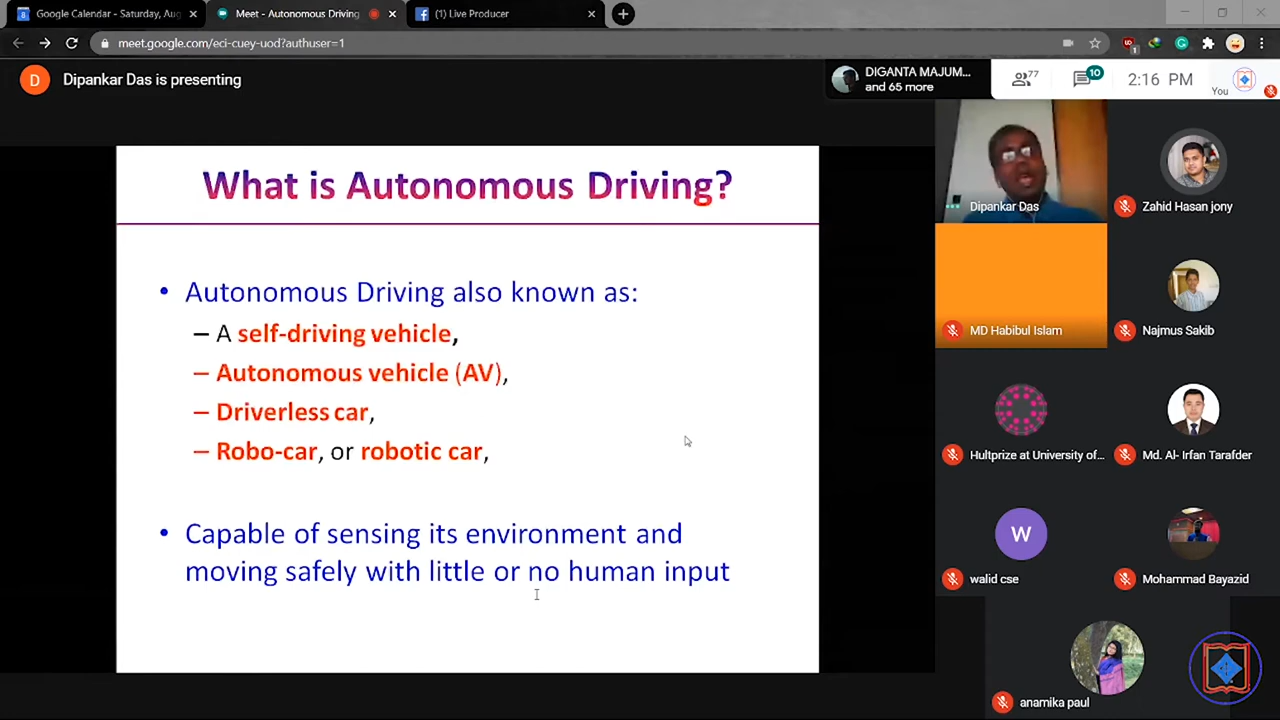 Google Calendar - Saturday, Aug
Meet - Autonomous Driving
(1) Live Producer
meet.google.com/eci-cuey-uod?authuser=1
D
Dipankar Das is presenting
DIGANTA MAJUM...
and 65 more
77
10
2:16 PM
You
What is Autonomous Driving?
• Autonomous Driving also known as:
– A self-driving vehicle,
– Autonomous vehicle (AV),
– Driverless car,
– Robo-car, or robotic car,
• Capable of sensing its environment and
moving safely with little or no human input
Dipankar Das
Zahid Hasan jony
MD Habibul Islam
Najmus Sakib
Hultprize at University of...
Md. Al- Irfan Tarafder
W
walid cse
Mohammad Bayazid
anamika paul